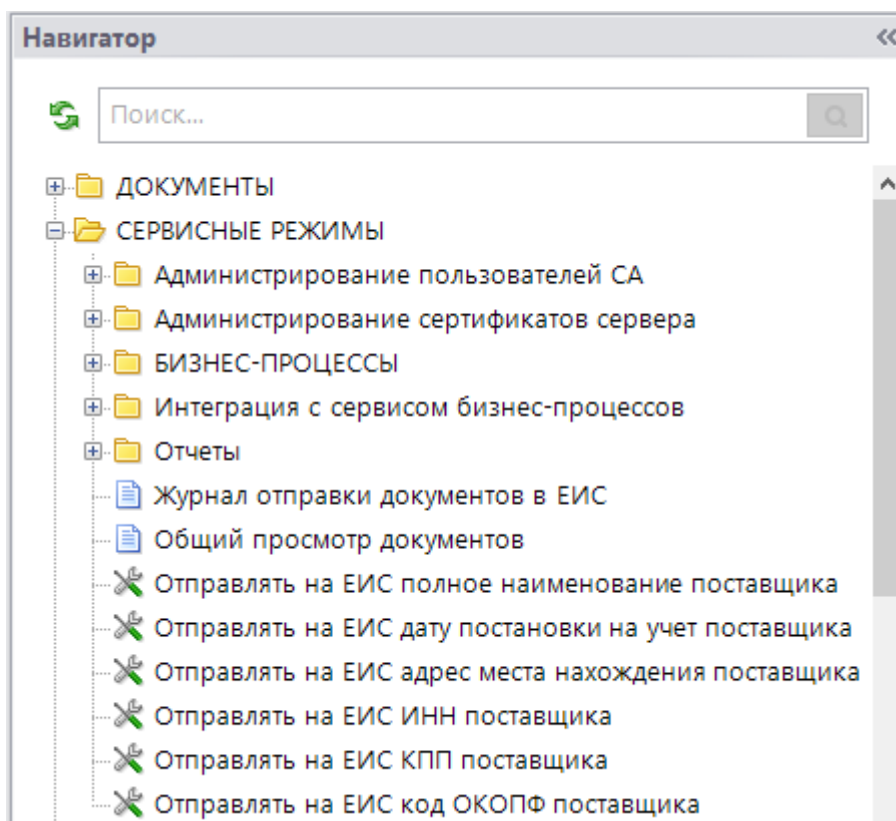 Навигатор
Поиск...
ДОКУМЕНТЫ
СЕРВИСНЫЕ РЕЖИМЫ
Администрирование пользователей СА
Администрирование сертификатов сервера
БИЗНЕС-ПРОЦЕССЫ
Интеграция с сервисом бизнес-процессов
Отчеты
Журнал отправки документов в ЕИС
Общий просмотр документов
Отправлять на ЕИС полное наименование поставщика
Отправлять на ЕИС дату постановки на учет поставщика
Отправлять на ЕИС адрес места нахождения поставщика
Отправлять на ЕИС ИНН поставщика
Отправлять на ЕИС КПП поставщика
Отправлять на ЕИС код ОКОПФ поставщика